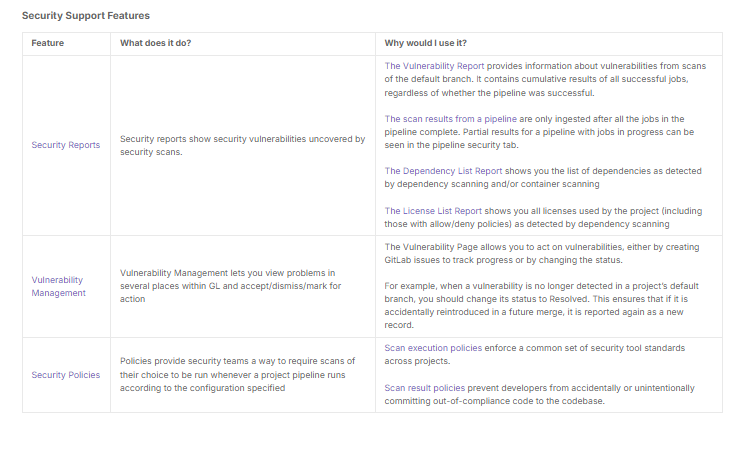 Security Support Features
Feature
What does it do?
Why would I use it?
Security Reports
Security reports show security vulnerabilities uncovered by
security scans.
The Vulnerability Report provides information about vulnerabilities from scans
of the default branch. It contains cumulative results of all successful jobs,
regardless of whether the pipeline was successful.
The scan results from a pipeline are only ingested after all the jobs in the
pipeline complete. Partial results for a pipeline with jobs in progress can be
seen in the pipeline security tab.
The Dependency List Report shows you the list of dependencies as detected
by dependency scanning and/or container scanning
The License List Report shows you all licenses used by the project (including
those with allow/deny policies) as detected by dependency scanning
Vulnerability
Management
Vulnerability Management lets you view problems in
several places within GL and accept/dismiss/mark for
action
The Vulnerability Page allows you to act on vulnerabilities, either by creating
GitLab issues to track progress or by changing the status.
For example, when a vulnerability is no longer detected in a project's default
branch, you should change its status to Resolved. This ensures that if it is
accidentally reintroduced in a future merge, it is reported again as a new
record.
Security Policies
Policies provide security teams a way to require scans of
their choice to be run whenever a project pipeline runs
according to the configuration specified
Scan execution policies enforce a common set of security tool standards
across projects.
Scan result policies prevent developers from accidentally or unintentionally
committing out-of-compliance code to the codebase.